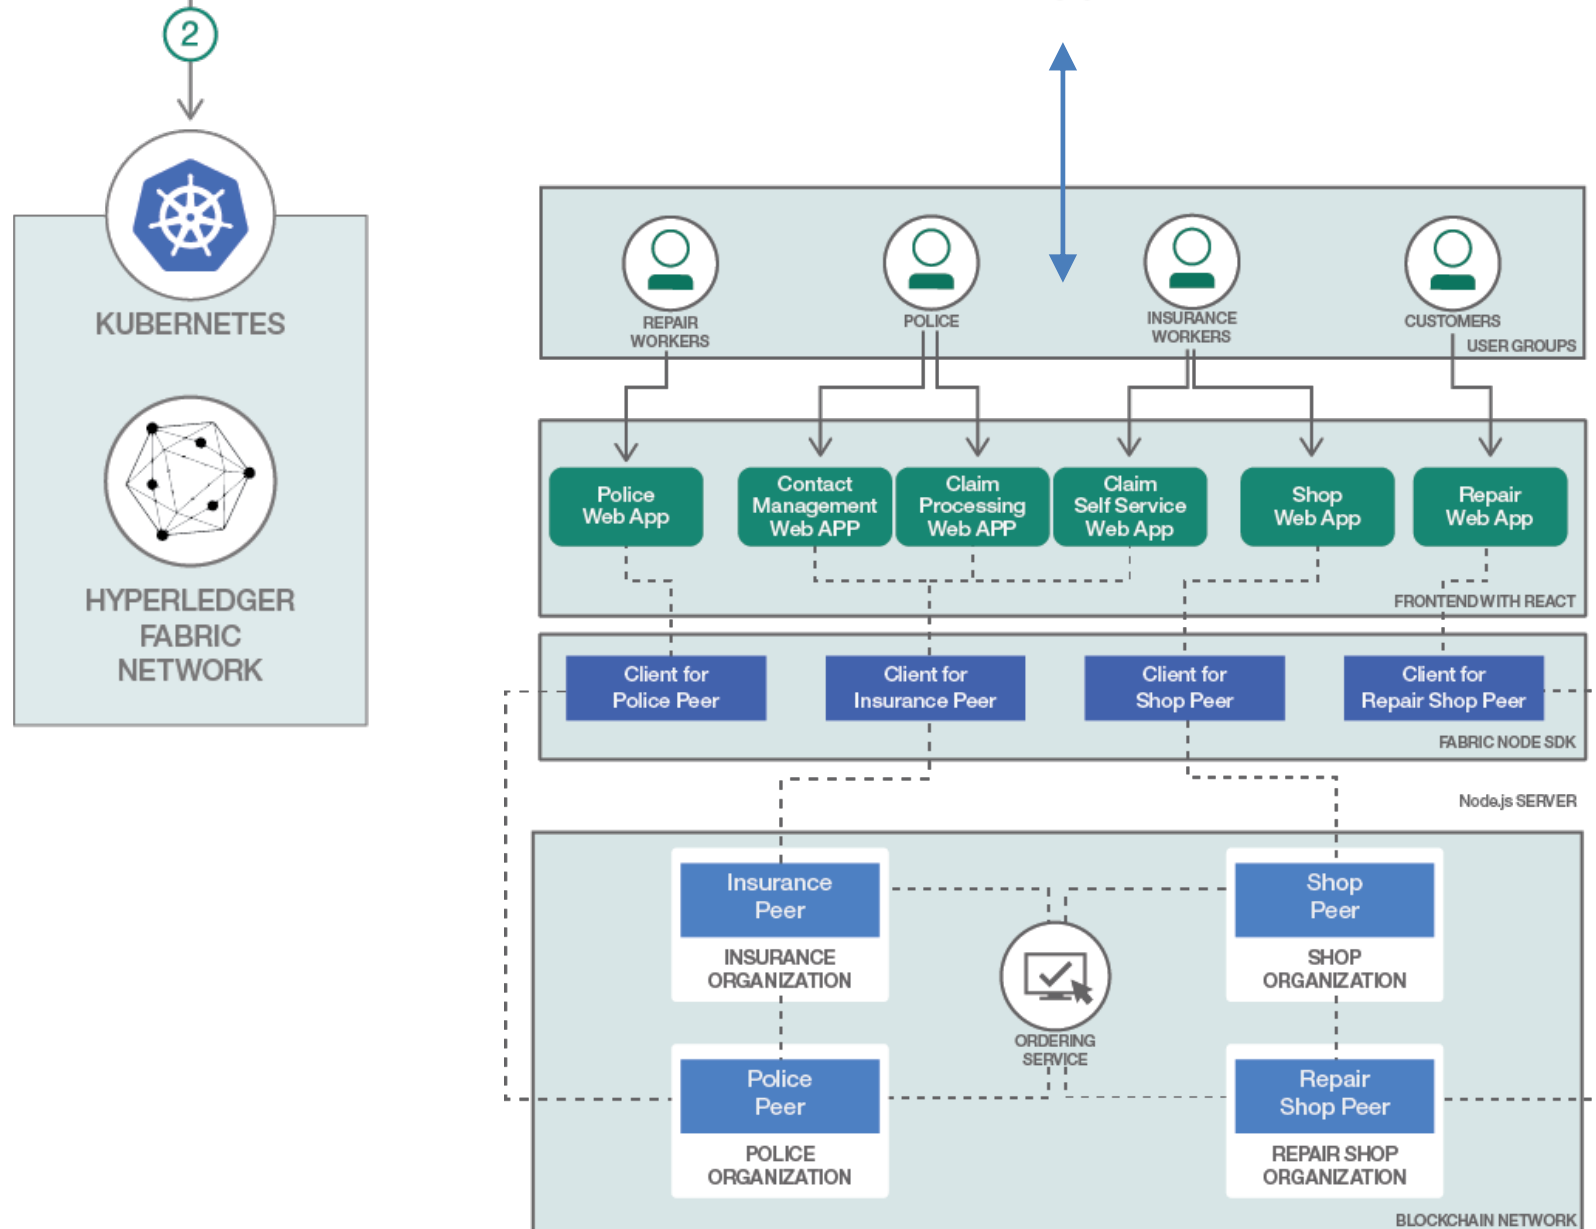 2
KUBERNETES
HYPERLEDGER
FABRIC
NETWORK
REPAIR
WORKERS
POLICE
INSURANCE
WORKERS
CUSTOMERS
USER GROUPS
Police
Web App
Contact
Management
Web APP
Claim
Processing
Web APP
Claim
Self Service
Web App
Shop
Web App
Repair
Web App
FRONTEND WITH REACT
Client for
Police Peer
Client for
Insurance Peer
Client for
Shop Peer
Client for
Repair Shop Peer
FABRIC NODE SDK
Node.js SERVER
Insurance
Peer
INSURANCE
ORGANIZATION
Shop
Peer
SHOP
ORGANIZATION
ORDERING
SERVICE
Police
Peer
POLICE
ORGANIZATION
Repair
Shop Peer
REPAIR SHOP
ORGANIZATION
BLOCKCHAIN NETWORK